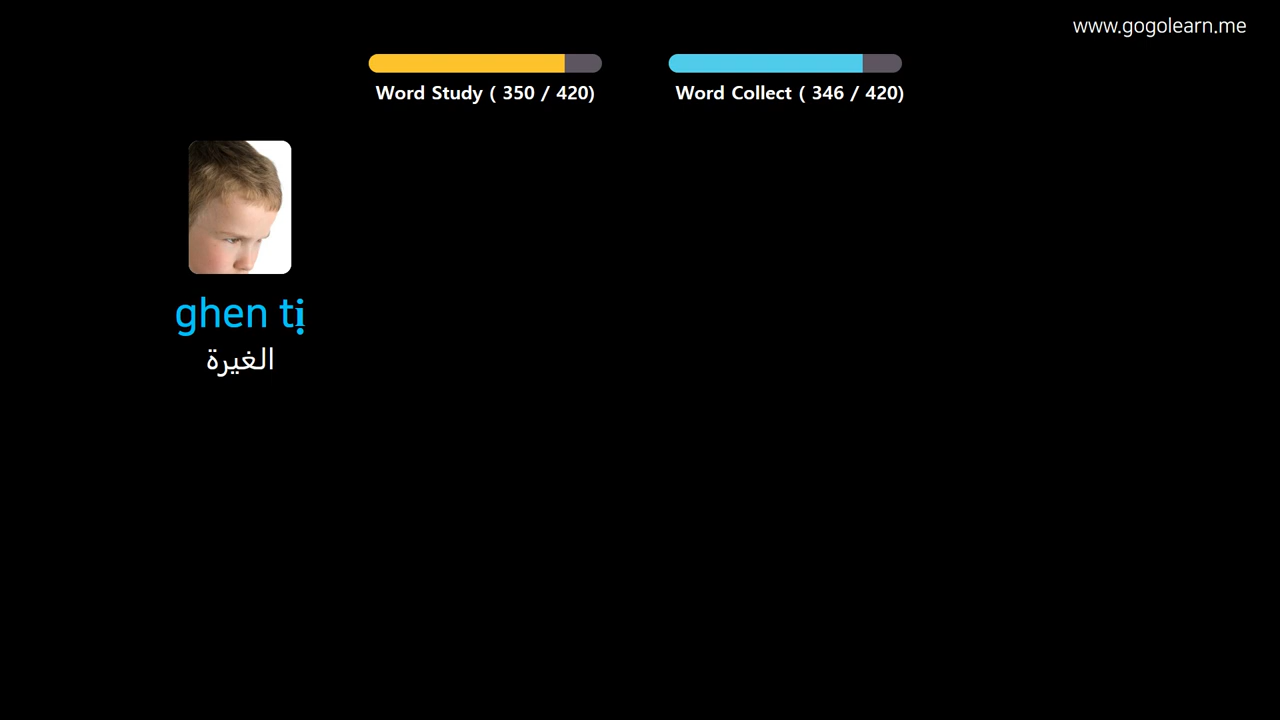 www.gogolearn.me
Word Study ( 350 / 420)
Word Collect ( 346 / 420)
ghen tị
الغيرة